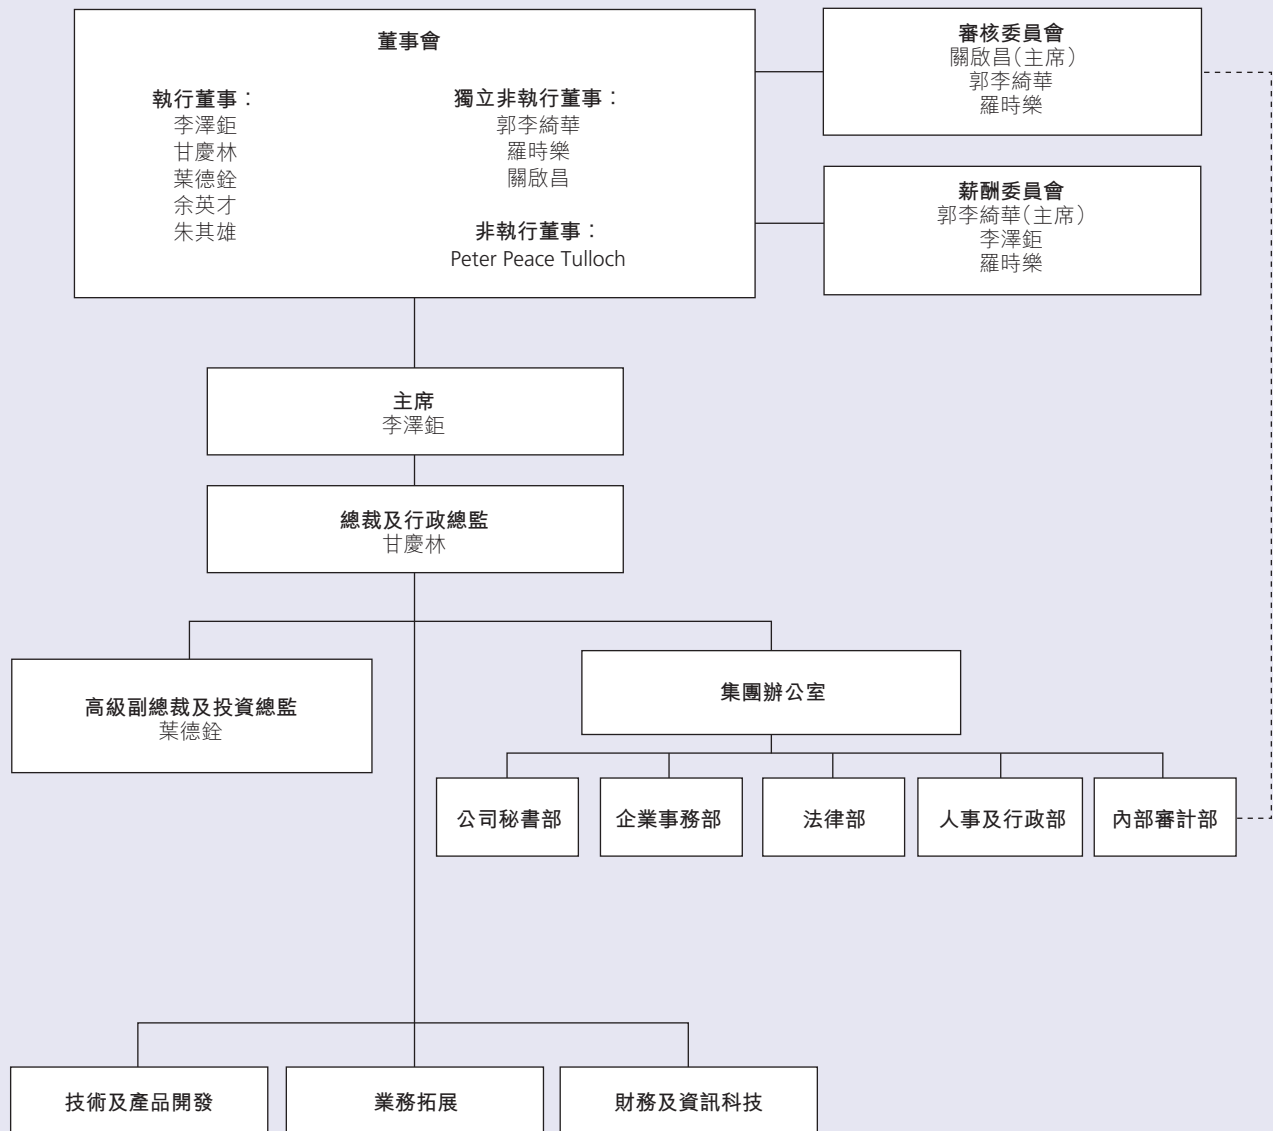 董事會
執行董事：
李澤鉅
甘慶林
葉德銓
余英才
朱其雄
獨立非執行董事：
郭李綺華
羅時樂
關啟昌
非執行董事：
Peter Peace Tulloch
審核委員會
關啟昌（主席）
郭李綺華
羅時樂
薪酬委員會
郭李綺華（主席）
李澤鉅
羅時樂
主席
李澤鉅
總裁及行政總監
甘慶林
高級副總裁及投資總監
葉德銓
集團辦公室
公司秘書部
企業事務部
法律部
人事及行政部
內部審計部
技術及產品開發
業務拓展
財務及資訊科技